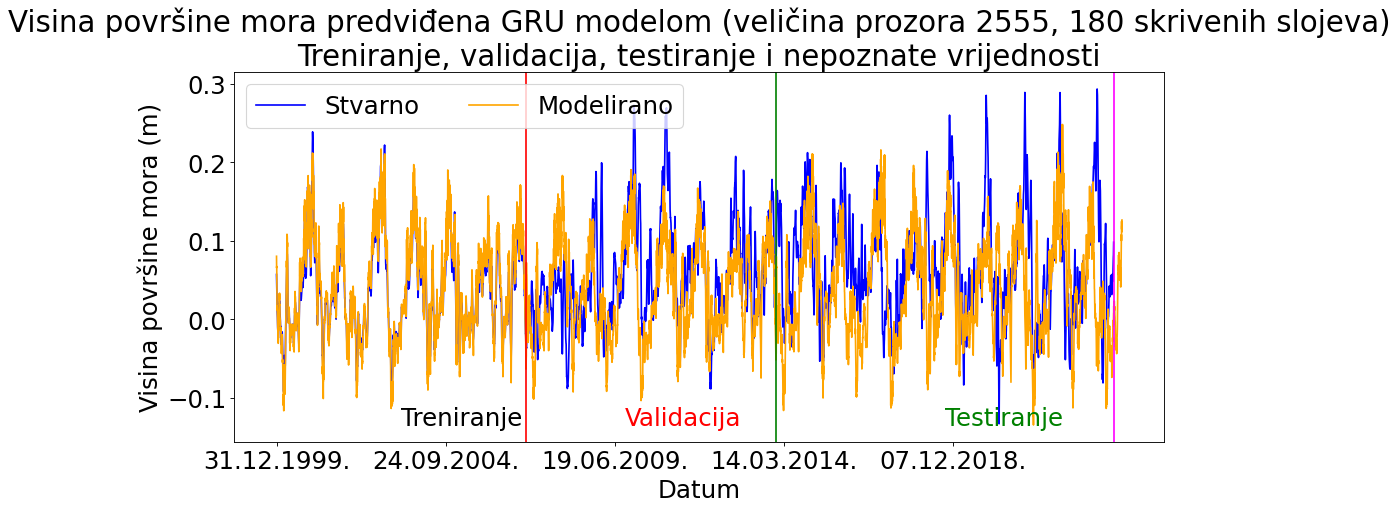 Visina površine mora predviđena GRU modelom (veličina prozora 2555, 180 skrivenih slojeva)
Treniranje, validacija, testiranje i nepoznate vrijednosti
Stvarno Modelirano
Visina površine mora (m)
0.3
0.2
0.1
0.0
−0.1
Treniranje Validacija Testiranje
31.12.1999. 24.09.2004. 19.06.2009. 14.03.2014. 07.12.2018.
Datum